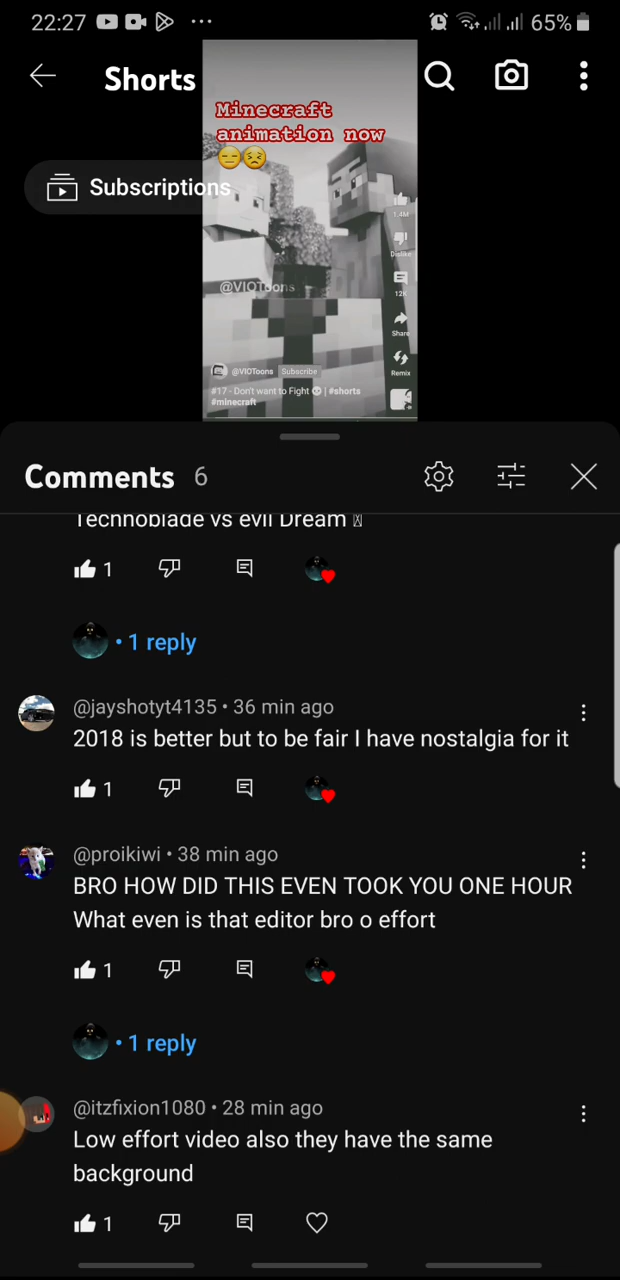 22:27
65%
Shorts
Subscriptions
Minecraft
animation now
😑😣
1.4M
Dislike
@VIOToons
12K
Share
@VIOToons Subscribe
Remix
#17 - Don't want to Fight 💀 | #shorts
#minecraft
Comments 6
Technoblade vs evil Dream
1
• 1 reply
@jayshotyt4135 • 36 min ago
2018 is better but to be fair I have nostalgia for it
1
@proikiwi • 38 min ago
BRO HOW DID THIS EVEN TOOK YOU ONE HOUR
What even is that editor bro o effort
1
• 1 reply
@itzfixion1080 • 28 min ago
Low effort video also they have the same
background
1